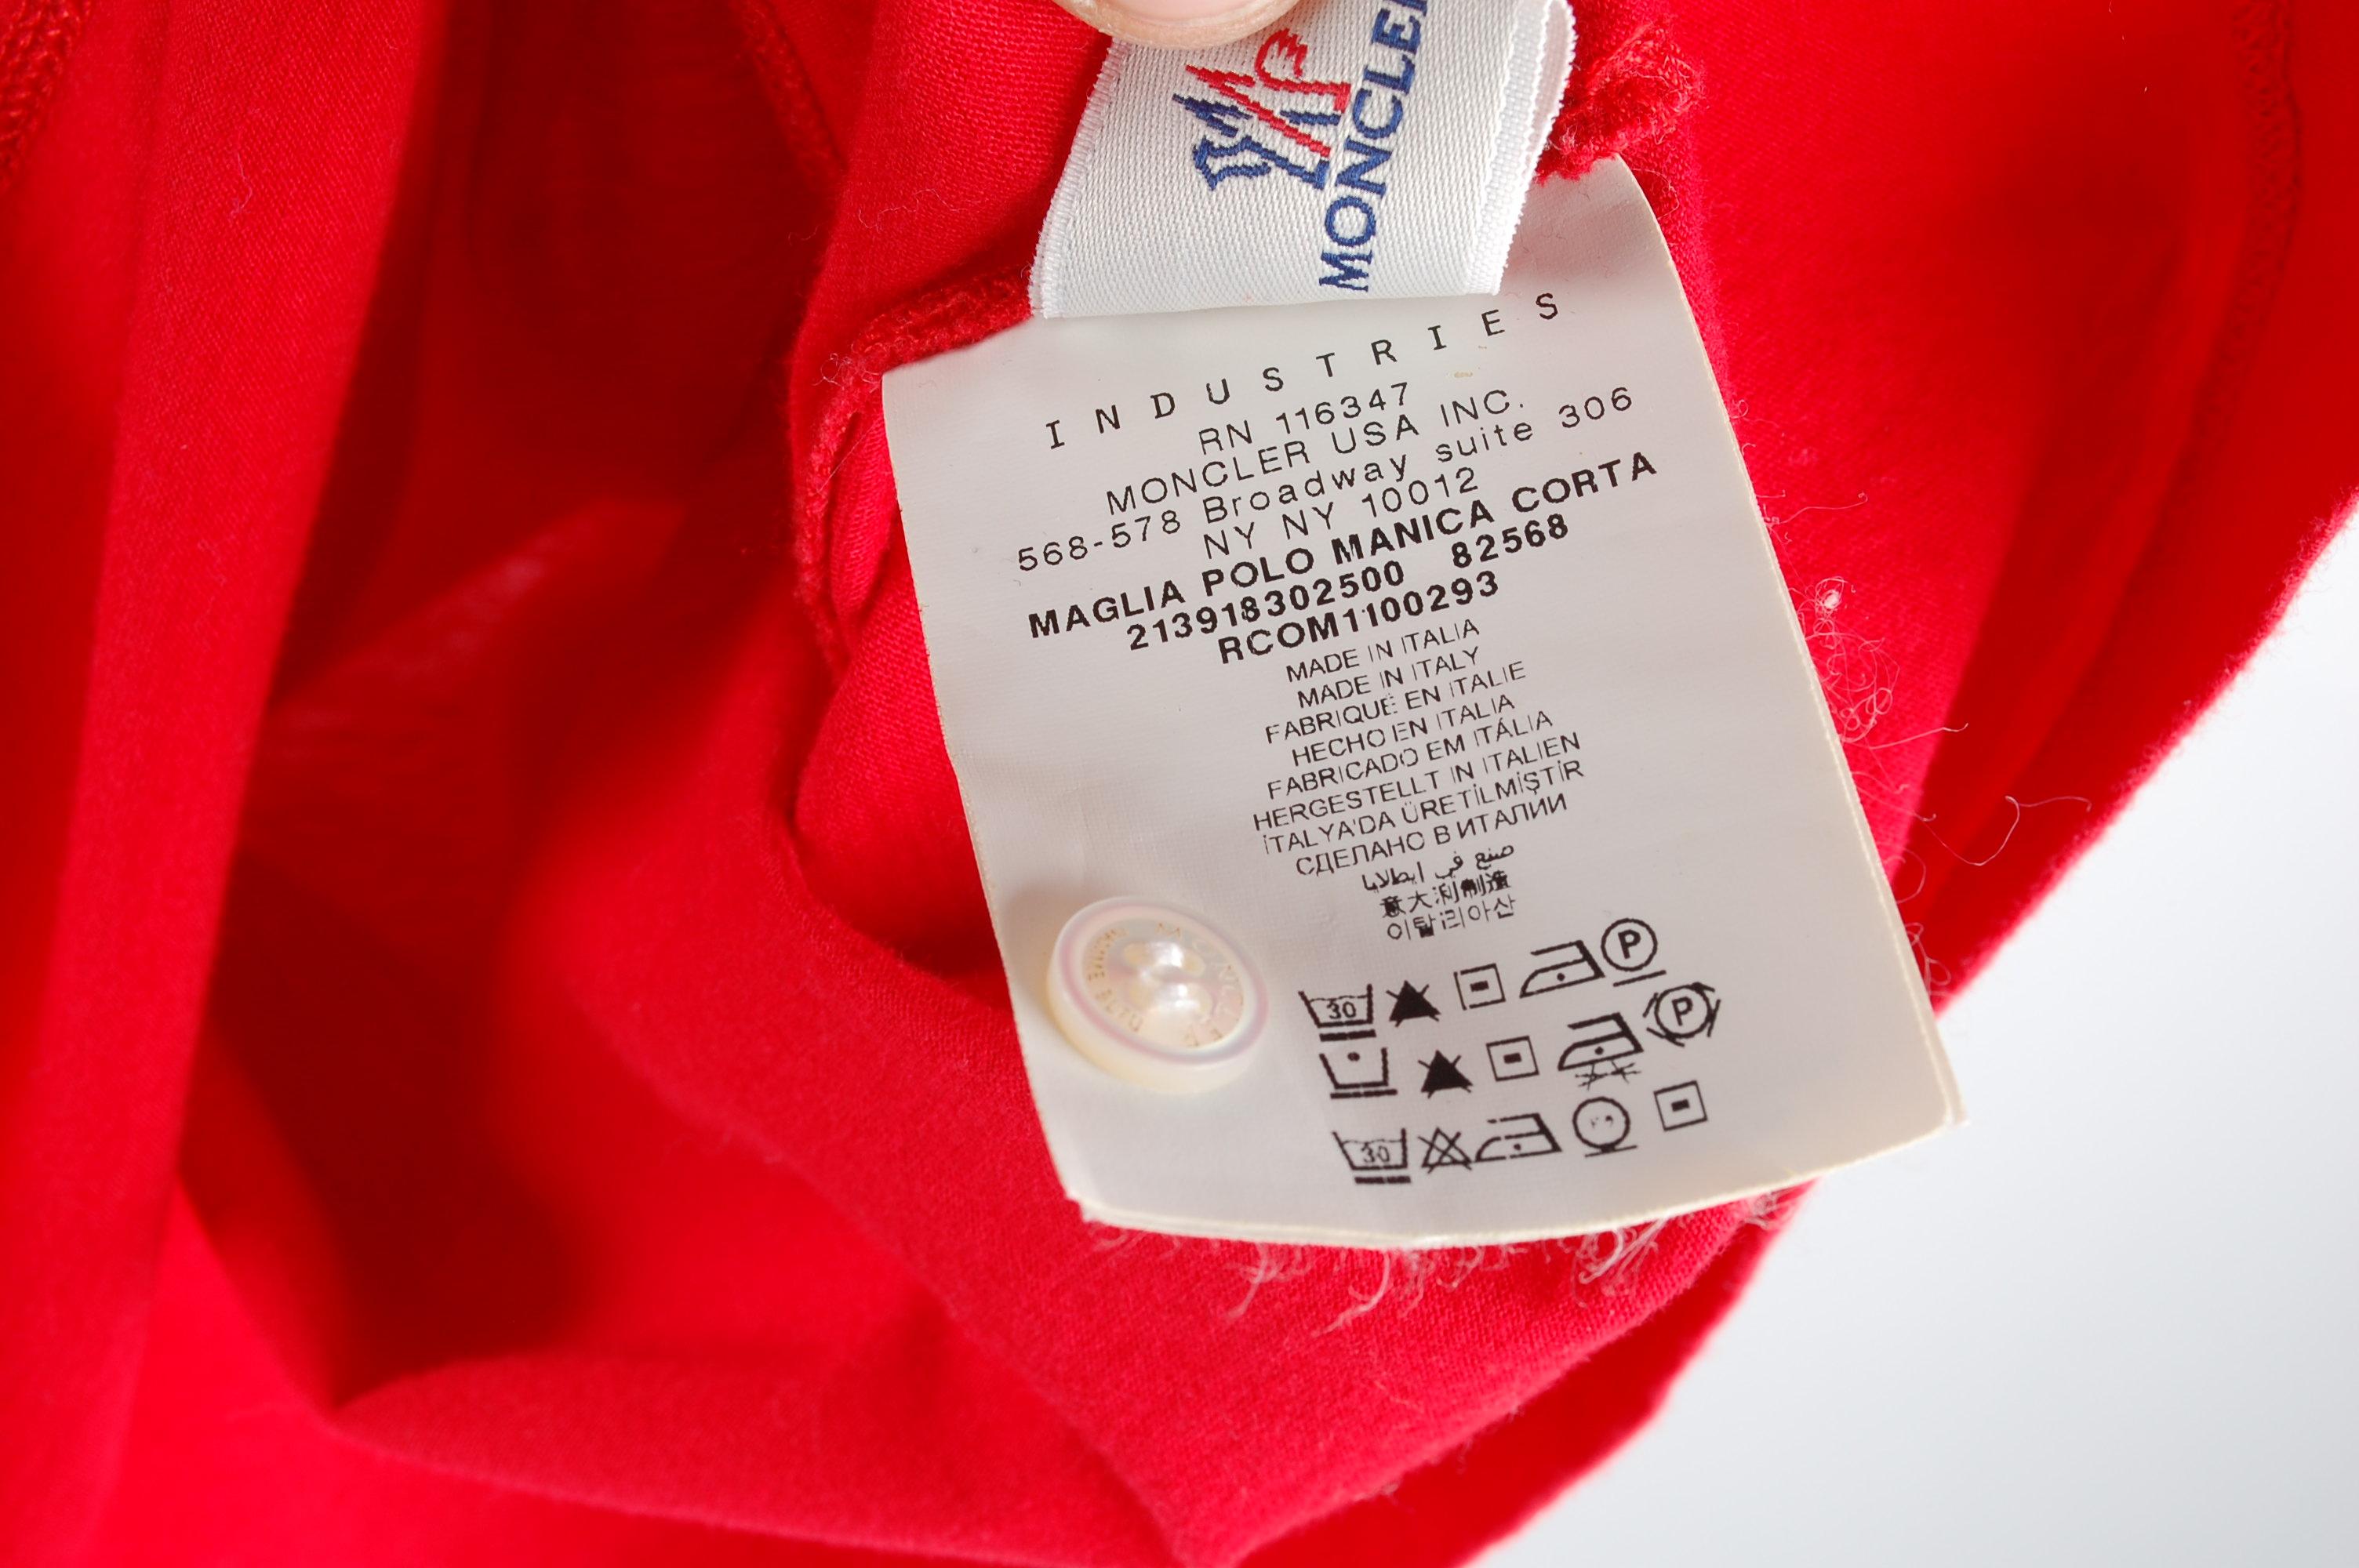 MONCLER
INDUSTRIES
RN 116347
MONCLER USA INC.
568-578 Broadway suite 306
NY NY 10012
MAGLIA POLO MANICA CORTA
213918302500 82568
RCOM1100293
MADE IN ITALIA
MADE IN ITALY
FABRIQUÉ EN ITALIE
HECHO EN ITALIA
FABRICADO EM ITÁLIA
HERGESTELLT IN ITALIEN
İTALYA'DA ÜRETİLMİŞTİR
СДЕЛАНО В ИТАЛИИ
صنع في ايطاليا
意大利制造
이탈리아산
30 P
P
30